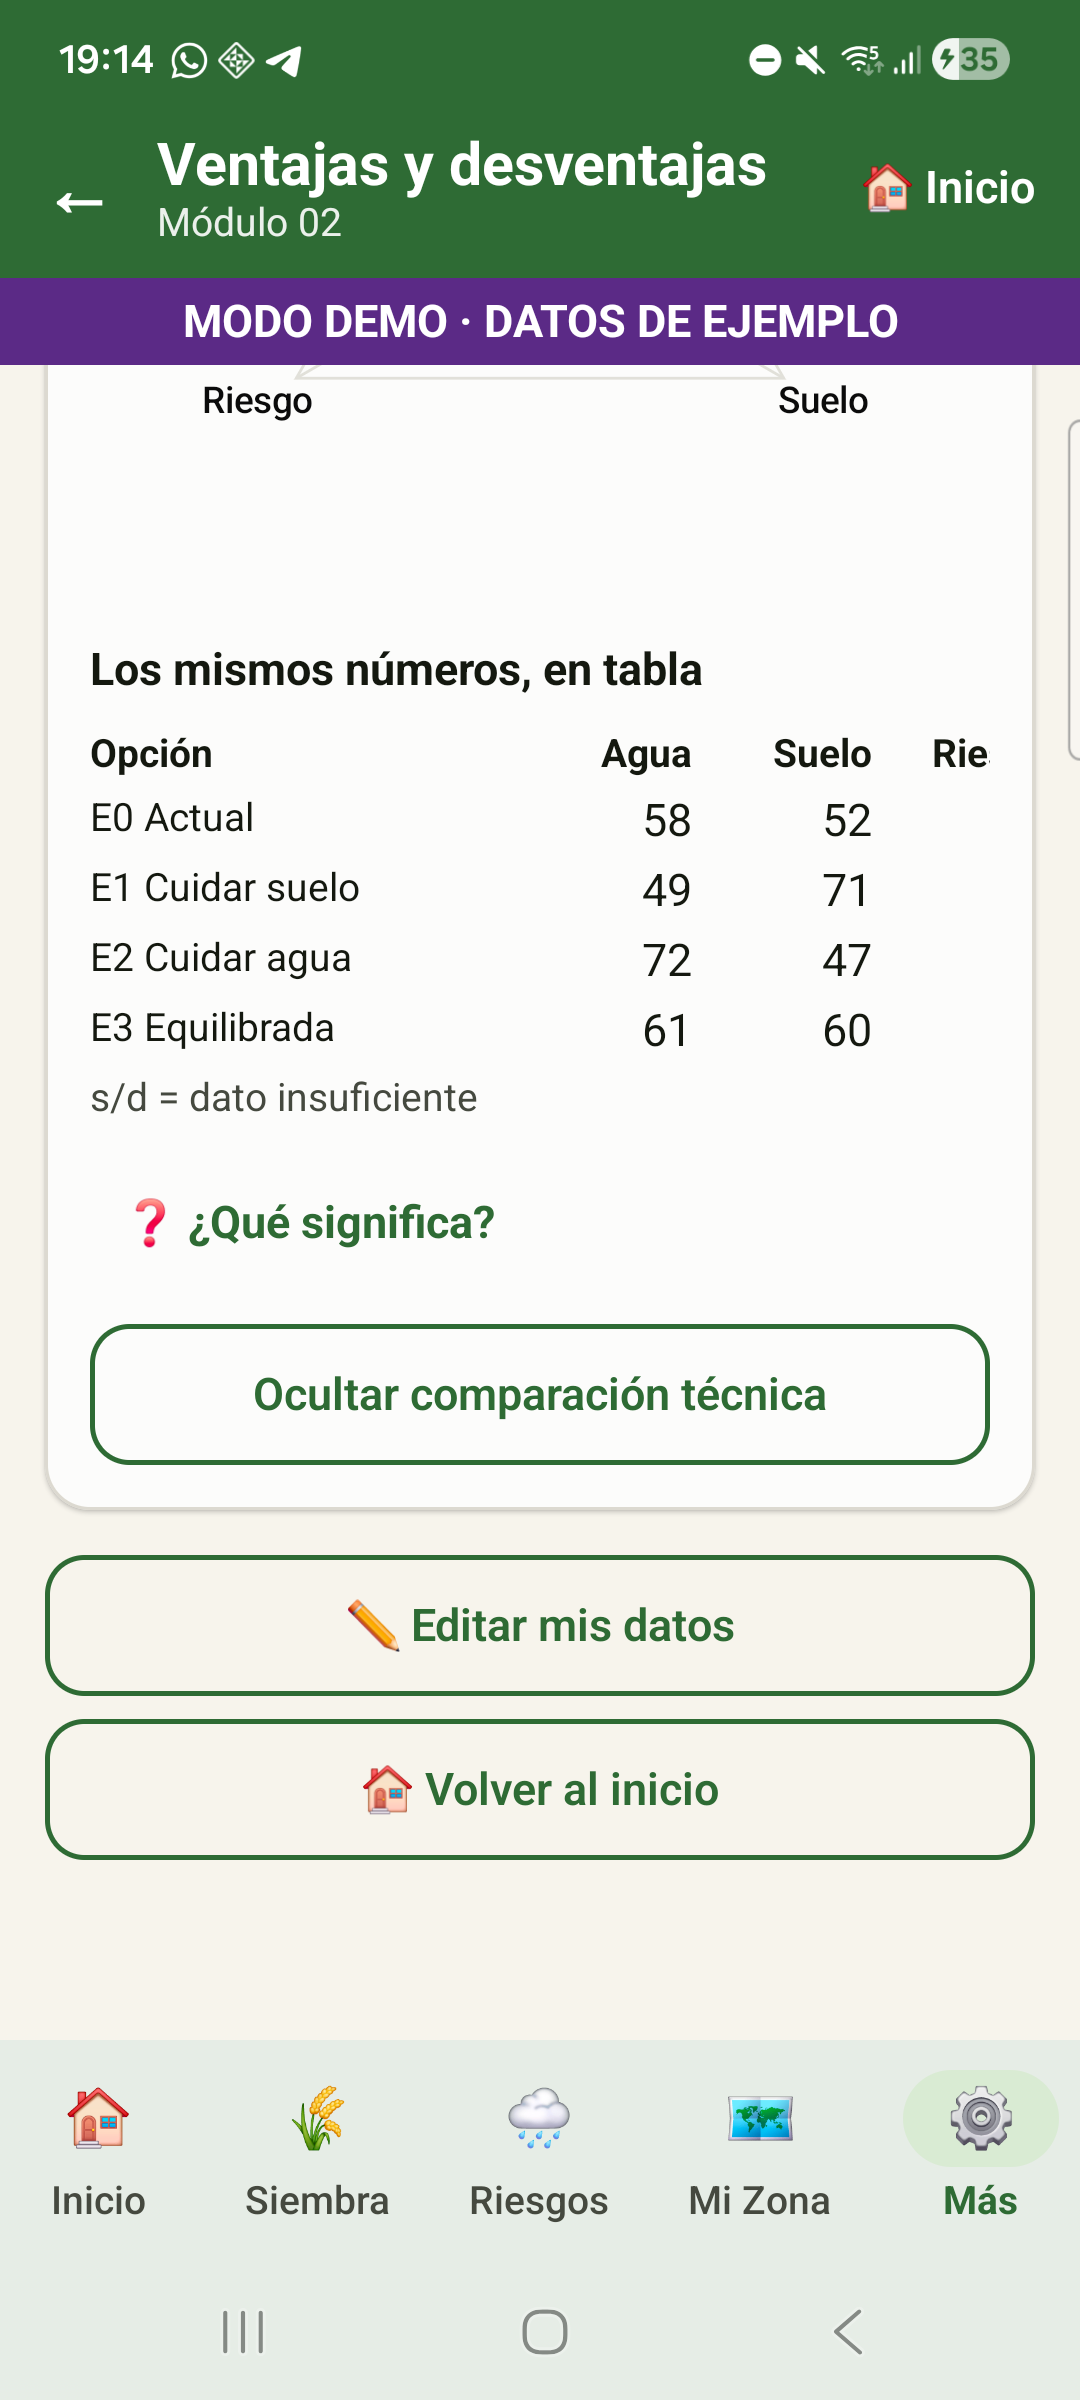 19:14
35
Ventajas y desventajas
Módulo 02
🏠 Inicio
MODO DEMO · DATOS DE EJEMPLO
Riesgo Suelo
Los mismos números, en tabla
Opción Agua Suelo Rie
E0 Actual 58 52
E1 Cuidar suelo 49 71
E2 Cuidar agua 72 47
E3 Equilibrada 61 60
s/d = dato insuficiente
❓ ¿Qué significa?
Ocultar comparación técnica
✏️ Editar mis datos
🏠 Volver al inicio
Inicio Siembra Riesgos Mi Zona Más